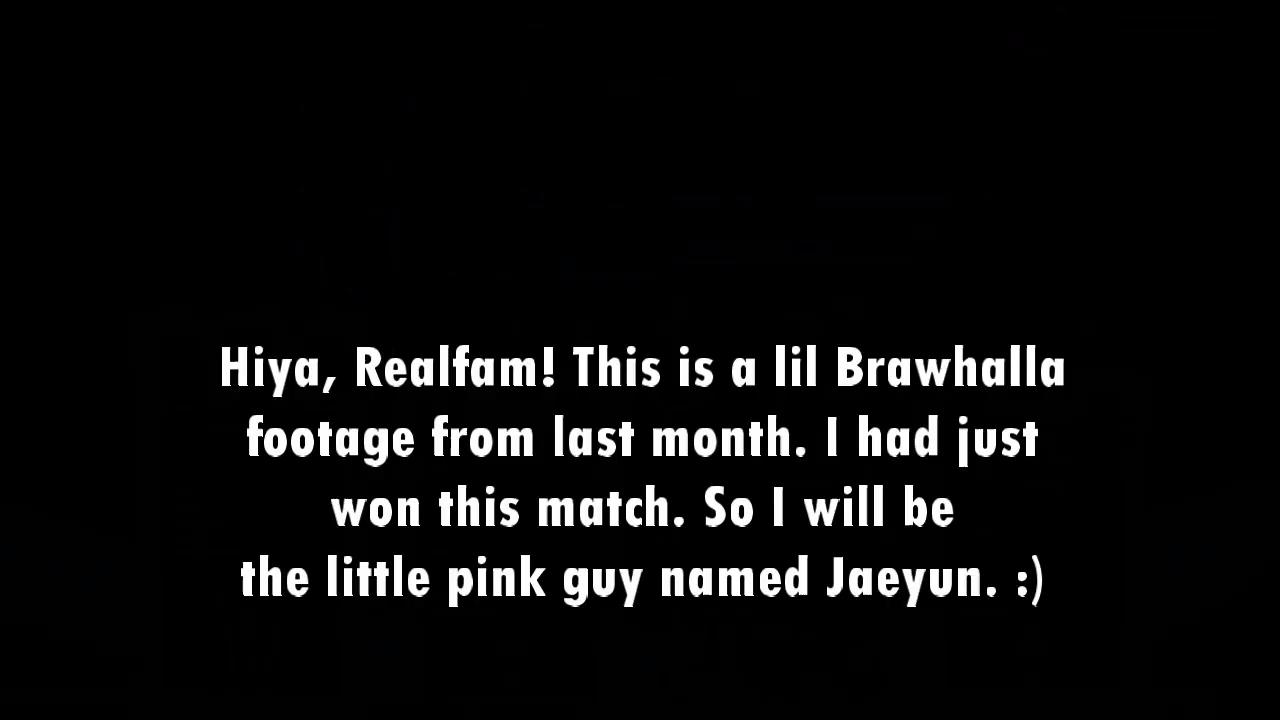 Hiya, Realfam! This is a lil Brawhalla
footage from last month. I had just
won this match. So I will be
the little pink guy named Jaeyun. :)